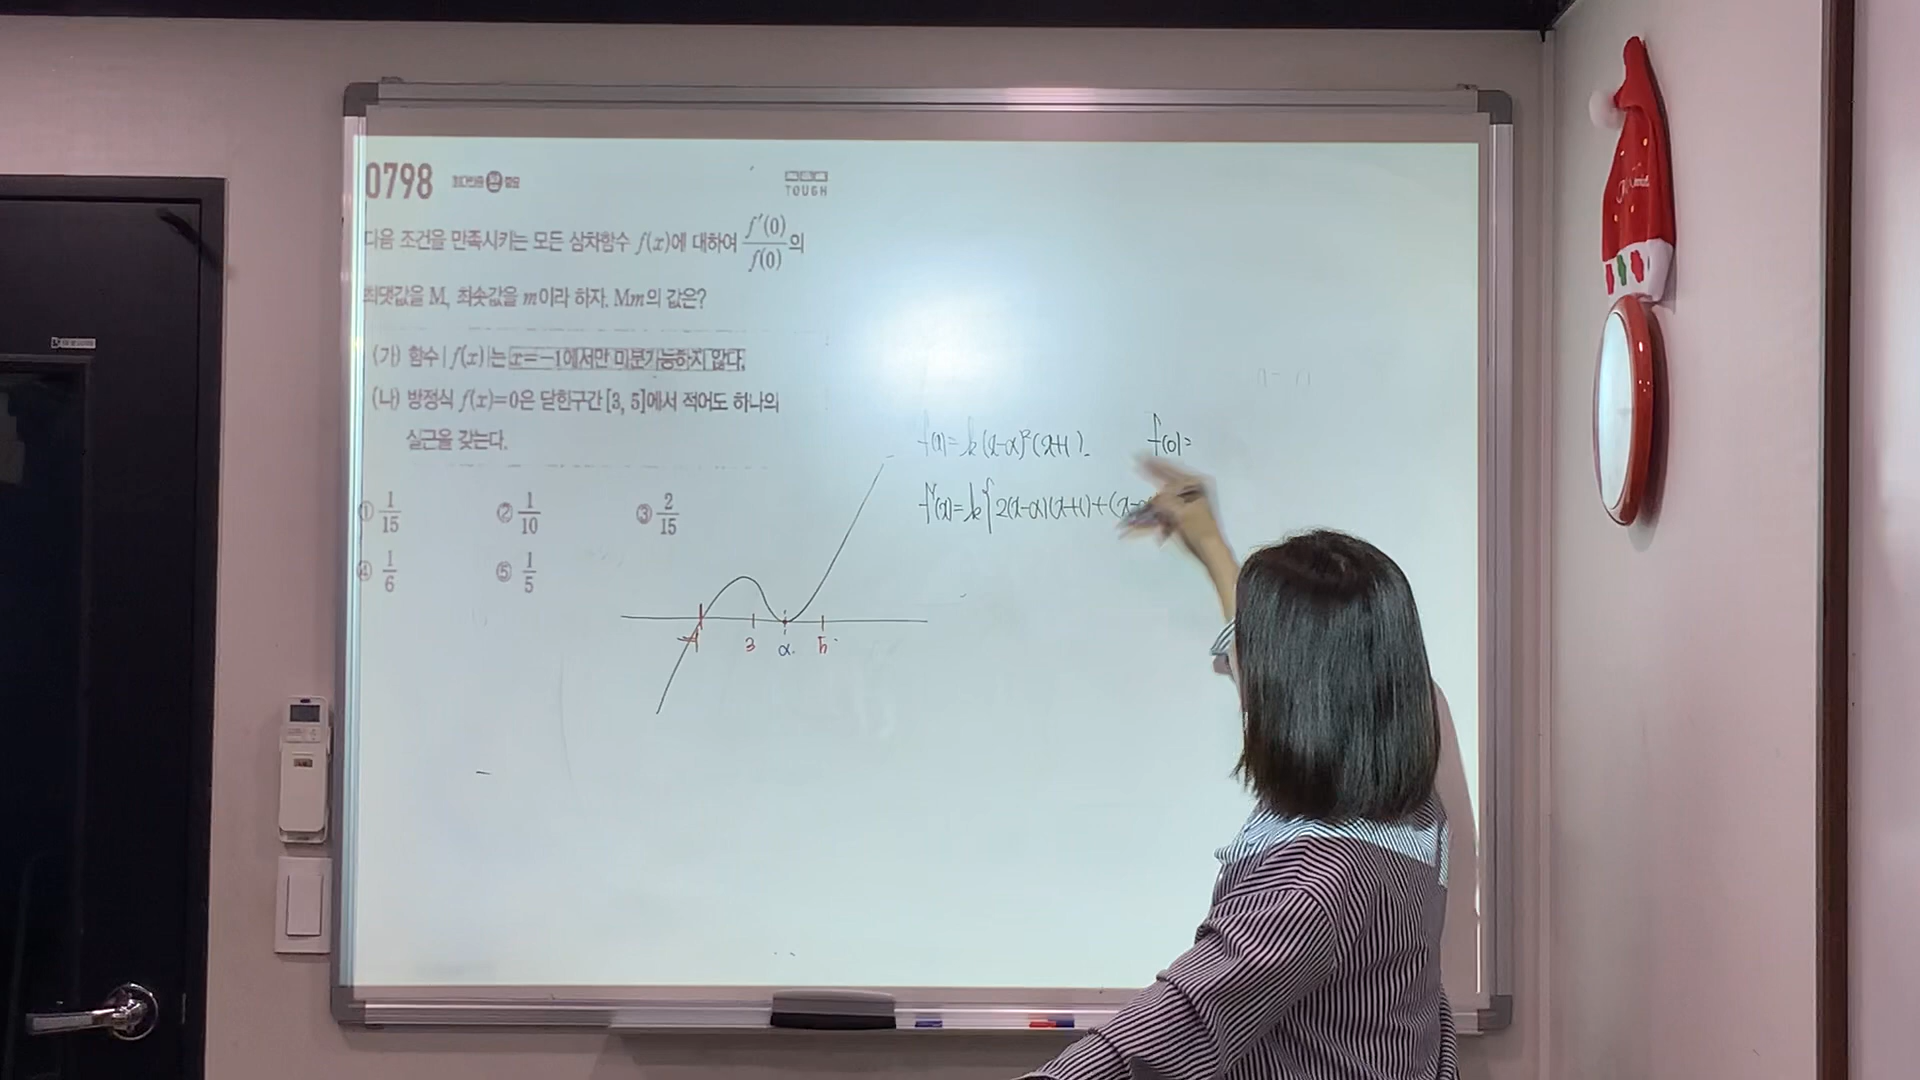 0798
TOUGH
다음 조건을 만족시키는 모든 삼차함수 f(x)에 대하여 f′(0)/f(0)의
최댓값을 M, 최솟값을 m이라 하자. Mm의 값은?
(가) 함수 |f(x)|는 x=-1에서만 미분가능하지 않다.
(나) 방정식 f(x)=0은 닫힌구간 [3, 5]에서 적어도 하나의
실근을 갖는다.
① 1/15 ② 1/10 ③ 2/15
④ 1/6 ⑤ 1/5
f(x)=k(x-α)²(x+1). f(0)=
f'(x)=k{2(x-α)(x+1)+(x-
-1 3 α. 5